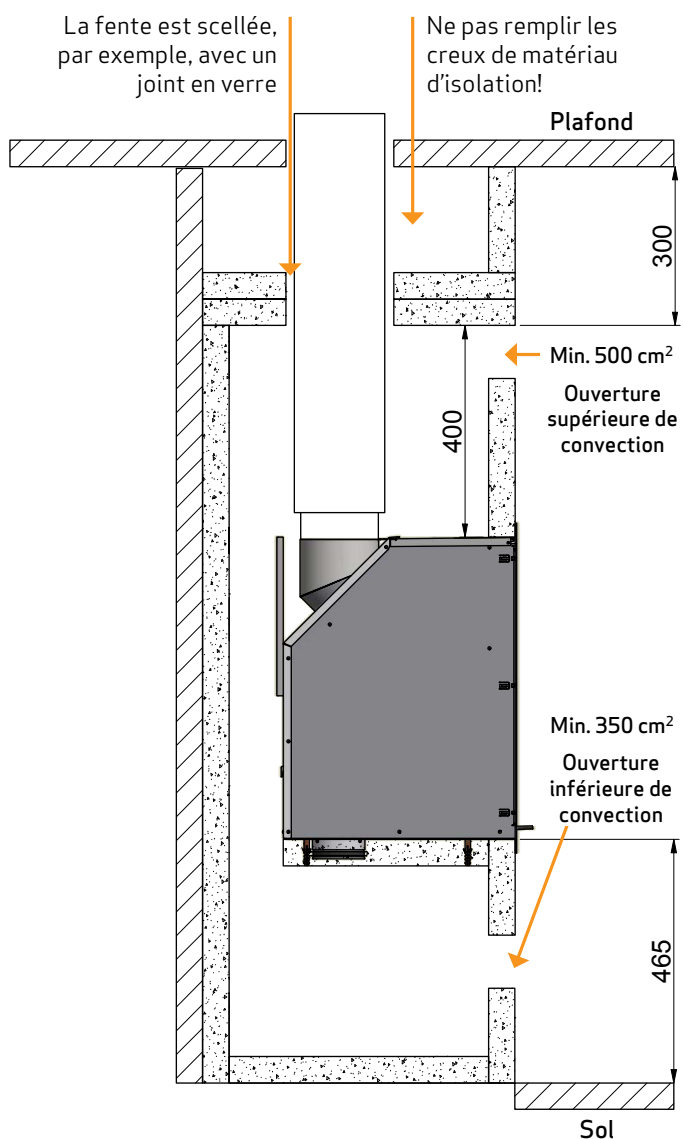 La fente est scellée,
par exemple, avec un
joint en verre
Ne pas remplir les
creux de matériau
d'isolation!
Plafond
300
Min. 500 cm²
Ouverture
supérieure de
convection
400
Min. 350 cm²
Ouverture
inférieure de
convection
465
Sol